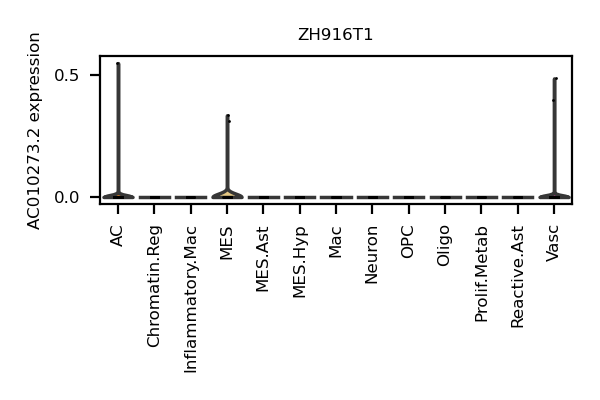 ZH916T1
AC010273.2 expression
0.5
0.0
AC
Chromatin.Reg
Inflammatory.Mac
MES
MES.Ast
MES.Hyp
Mac
Neuron
OPC
Oligo
Prolif.Metab
Reactive.Ast
Vasc